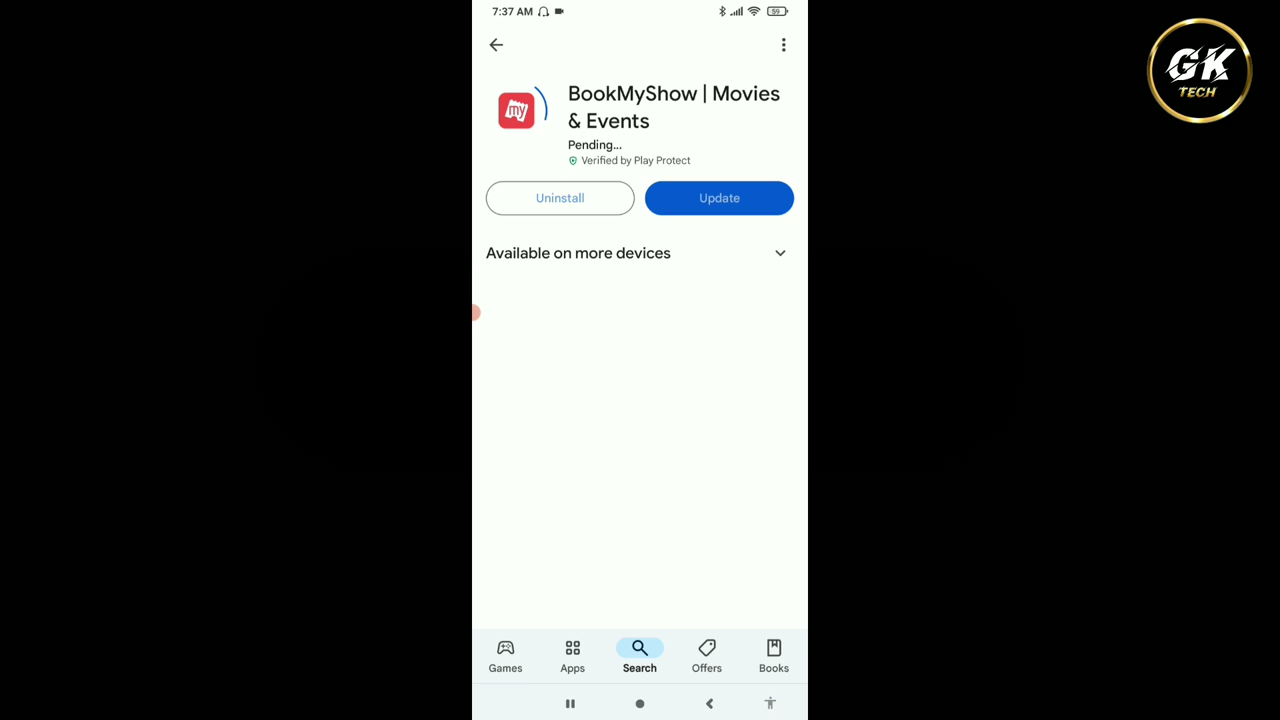 7:37 AM
59
GK
TECH
my
BookMyShow | Movies
& Events
Pending...
Verified by Play Protect
Uninstall
Update
Available on more devices
Games
Apps
Search
Offers
Books